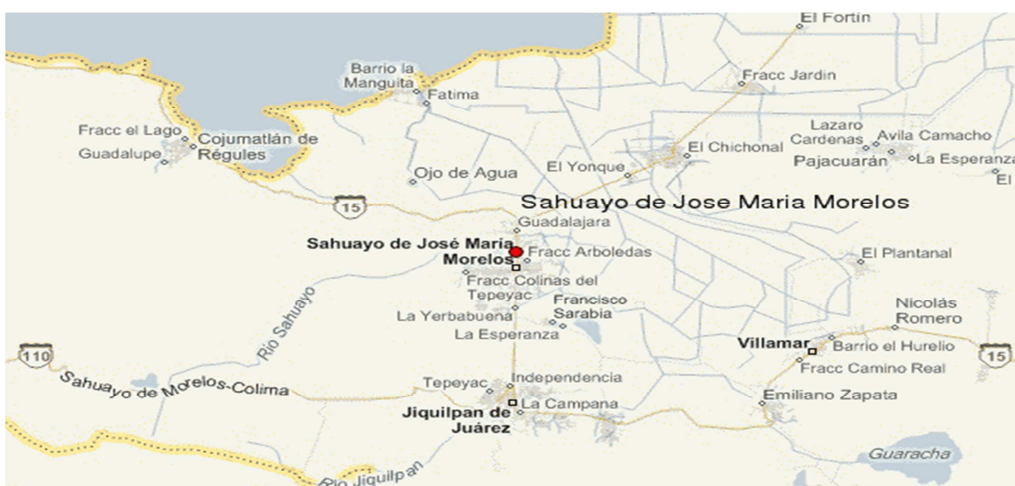 El Fortín
Barrio la
Manguita
Fatima
Fracc Jardin
Fracc el Lago
Cojumatlán de
Régules
Guadalupe
Lazaro
Cardenas
Avila Camacho
Pajacuarán
La Esperanza
El
El Chichonal
El Yonque
Ojo de Agua
15
Sahuayo de Jose Maria Morelos
Guadalajara
Sahuayo de José María
Morelos
Fracc Arboledas
El Plantanal
Fracc Colinas del
Tepeyac
Francisco
Sarabia
La Yerbabuena
La Esperanza
Rio Sahuayo
Nicolás
Romero
Villamar
Barrio el Hurelio
15
Fracc Camino Real
110
Sahuayo de Morelos-Colima
Tepeyac
Independencia
La Campana
Jiquilpan de
Juárez
Emiliano Zapata
Guaracha
Rio Jiquilpan